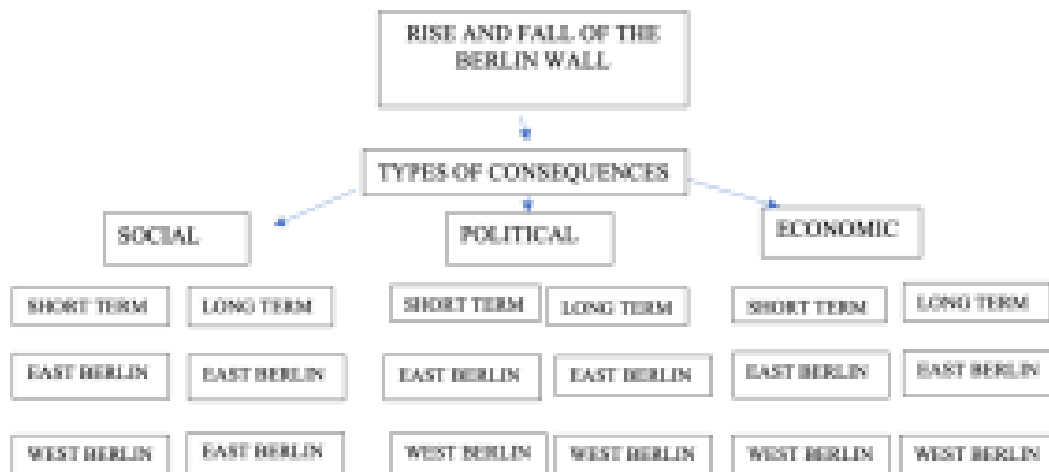 RISE AND FALL OF THE
BERLIN WALL
TYPES OF CONSEQUENCES
SOCIAL
POLITICAL
ECONOMIC
SHORT TERM
LONG TERM
SHORT TERM
LONG TERM
SHORT TERM
LONG TERM
EAST BERLIN
EAST BERLIN
EAST BERLIN
EAST BERLIN
EAST BERLIN
EAST BERLIN
WEST BERLIN
EAST BERLIN
WEST BERLIN
WEST BERLIN
WEST BERLIN
WEST BERLIN